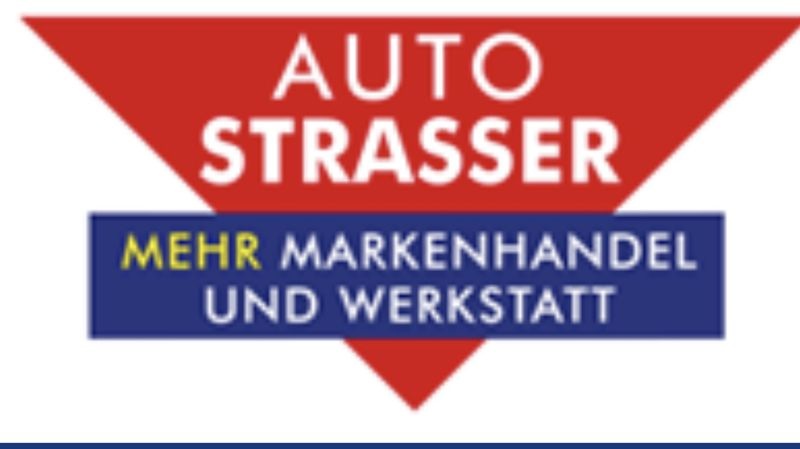 AUTO
STRASSER
MEHR MARKENHANDEL
UND WERKSTATT